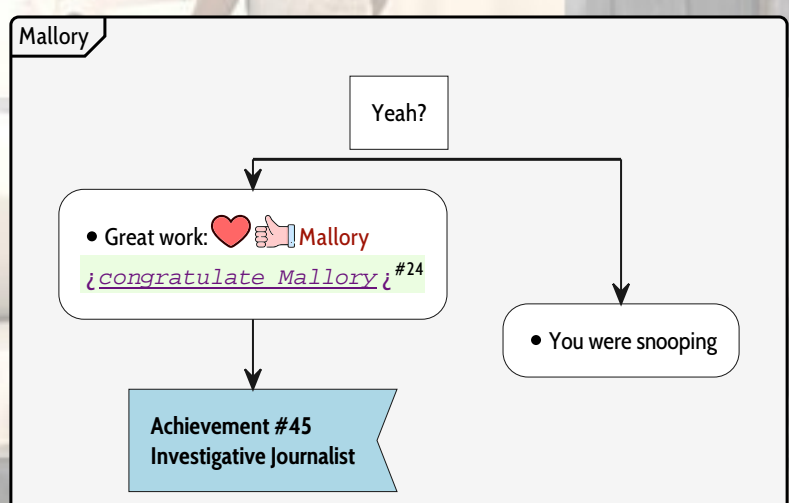 Mallory
Yeah?
• Great work: Mallory
¿congratulate Mallory¿#24
• You were snooping
Achievement #45
Investigative Journalist